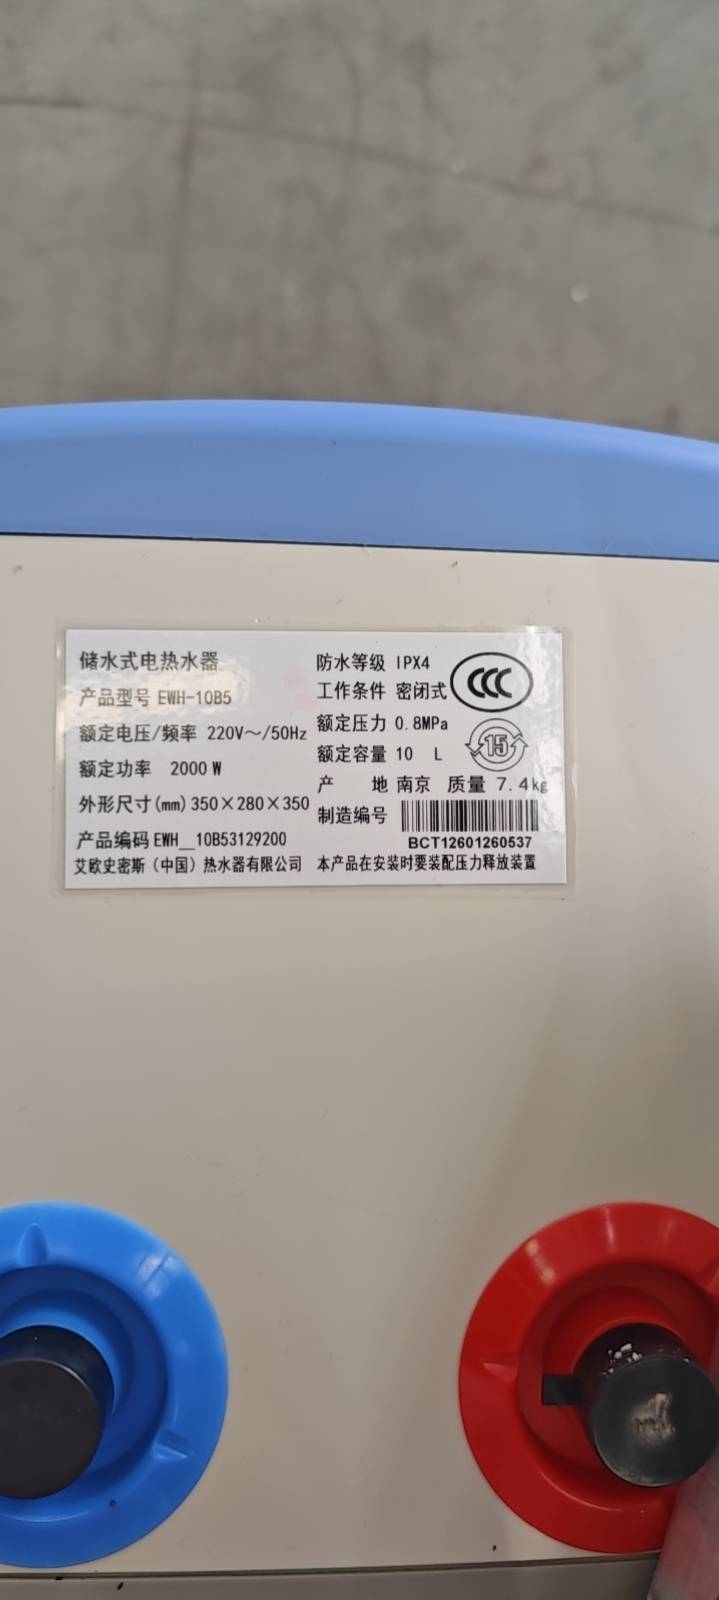 储水式电热水器
产品型号 EWH-10B5
额定电压/频率 220V～/50Hz
额定功率 2000 W
外形尺寸(mm) 350×280×350
产品编码 EWH__10B53129200
艾欧史密斯（中国）热水器有限公司
防水等级 IPX4
工作条件 密闭式
额定压力 0.8MPa
额定容量 10 L
产 地 南京 质量 7.4kg
制造编号
BCT12601260537
本产品在安装时要装配压力释放装置
CCC
15